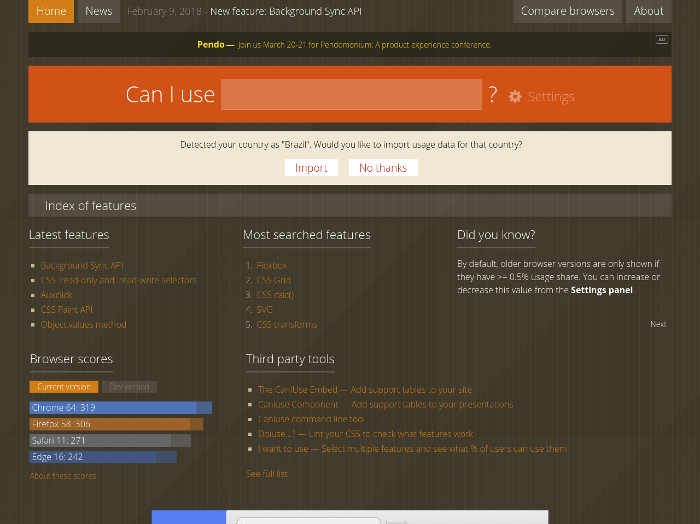 Home News February 9, 2018 - New feature: Background Sync API Compare browsers About
Pendo — Join us March 20-21 for Pendomonium: A product experience conference.
AD
Can I use ? Settings
Detected your country as "Brazil". Would you like to import usage data for that country?
Import No thanks
Index of features
Latest features
Background Sync API
CSS :read-only and :read-write selectors
Auxclick
CSS Paint API
Object.values method
Most searched features
1. Flexbox
2. CSS Grid
3. CSS calc()
4. SVG
5. CSS transforms
Did you know?
By default, older browser versions are only shown if
they have >= 0.5% usage share. You can increase or
decrease this value from the Settings panel.
Next
Browser scores
Current version Dev version
Chrome 64: 319
Firefox 58: 306
Safari 11: 271
Edge 16: 242
About these scores
Third party tools
The CanIUse Embed — Add support tables to your site
Caniuse Component — Add support tables to your presentations
Caniuse command line tool
Doiuse...? — Lint your CSS to check what features work
I want to use — Select multiple features and see what % of users can use them
See full list